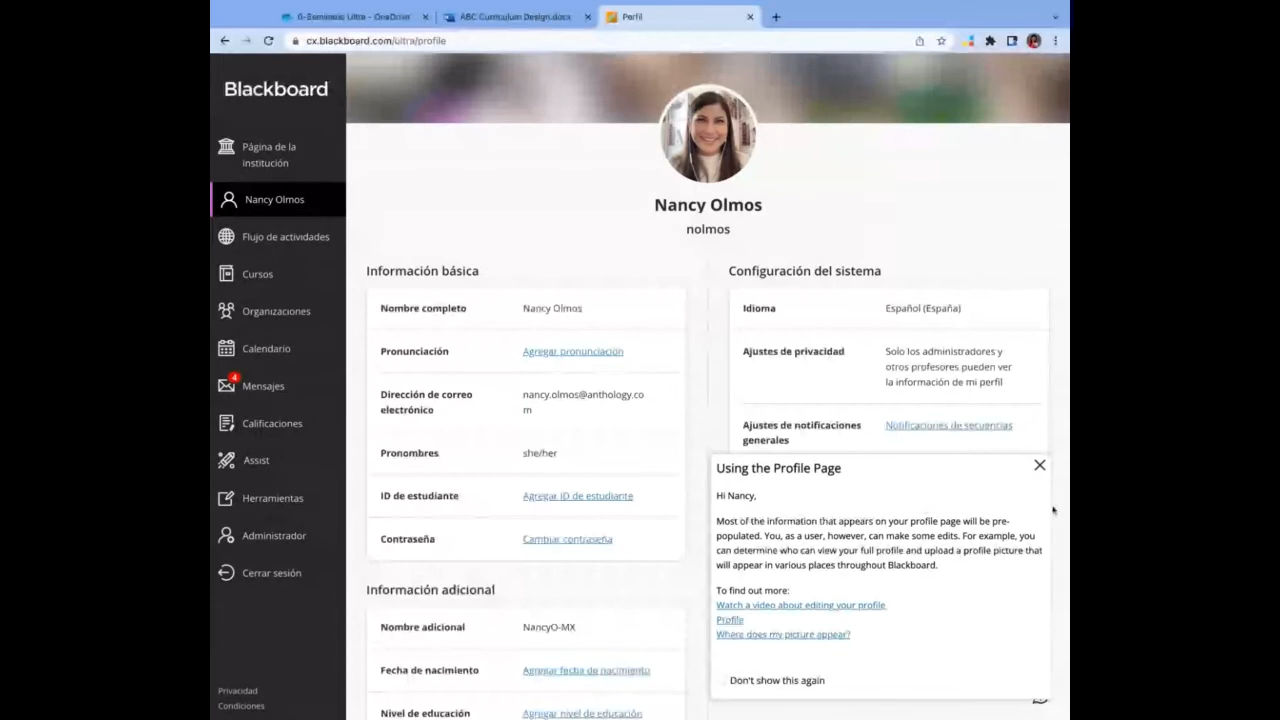 ABC Curriculum Design.docx
Perfil
cx.blackboard.com/ultra/profile
Blackboard
Página de la
institución
Nancy Olmos
Flujo de actividades
Cursos
Organizaciones
Calendario
4
Mensajes
Calificaciones
Assist
Herramientas
Administrador
Cerrar sesión
Privacidad
Condiciones
Nancy Olmos
nolmos
Información básica
Nombre completo Nancy Olmos
Pronunciación Agregar pronunciación
Dirección de correo nancy.olmos@anthology.co
electrónico m
Pronombres she/her
ID de estudiante Agregar ID de estudiante
Contraseña Cambiar contraseña
Información adicional
Nombre adicional NancyO-MX
Fecha de nacimiento Agregar fecha de nacimiento
Nivel de educación Agregar nivel de educación
Configuración del sistema
Idioma Español (España)
Ajustes de privacidad Solo los administradores y
otros profesores pueden ver
la información de mi perfil
Ajustes de notificaciones Notificaciones de secuencias
generales
Using the Profile Page
Hi Nancy,
Most of the information that appears on your profile page will be pre-
populated. You, as a user, however, can make some edits. For example, you
can determine who can view your full profile and upload a profile picture that
will appear in various places throughout Blackboard.
To find out more:
Watch a video about editing your profile
Profile
Where does my picture appear?
Don't show this again